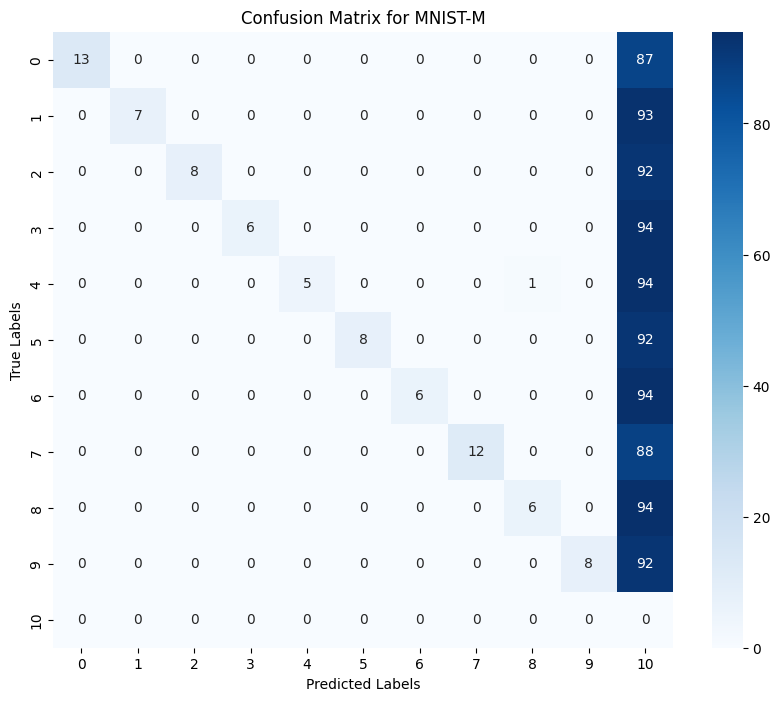 Confusion Matrix for MNIST-M
True Labels
0 13 0 0 0 0 0 0 0 0 0 87
1 0 7 0 0 0 0 0 0 0 0 93
2 0 0 8 0 0 0 0 0 0 0 92
3 0 0 0 6 0 0 0 0 0 0 94
4 0 0 0 0 5 0 0 0 1 0 94
5 0 0 0 0 0 8 0 0 0 0 92
6 0 0 0 0 0 0 6 0 0 0 94
7 0 0 0 0 0 0 0 12 0 0 88
8 0 0 0 0 0 0 0 0 6 0 94
9 0 0 0 0 0 0 0 0 0 8 92
10 0 0 0 0 0 0 0 0 0 0 0
0 1 2 3 4 5 6 7 8 9 10
Predicted Labels
80
60
40
20
0